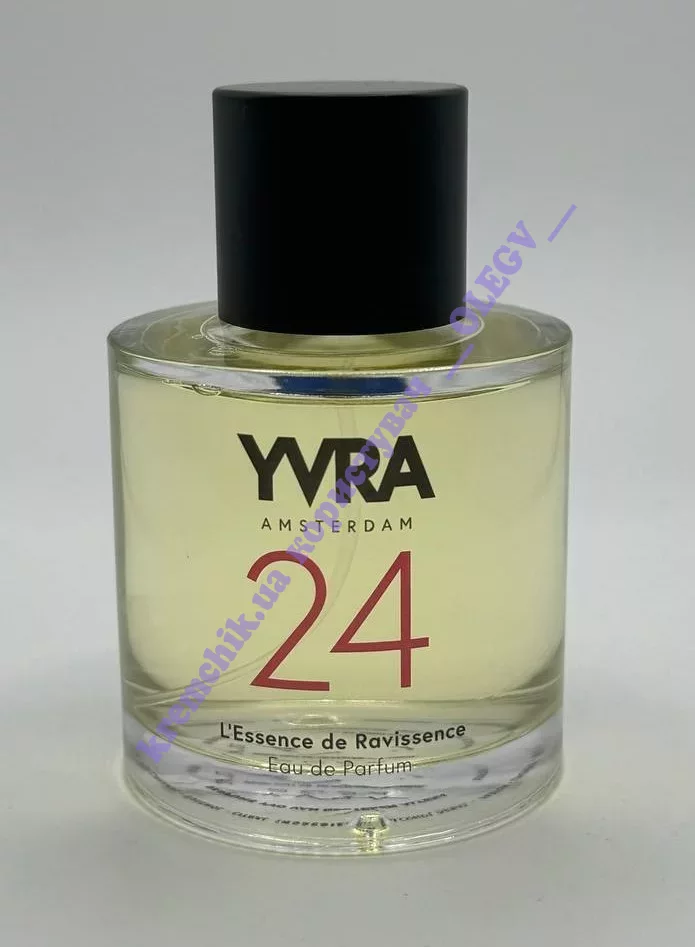 YVRA
AMSTERDAM
24
L'Essence de Ravissence
Eau de Parfum
kremchik.ua користувач __OLEGV__